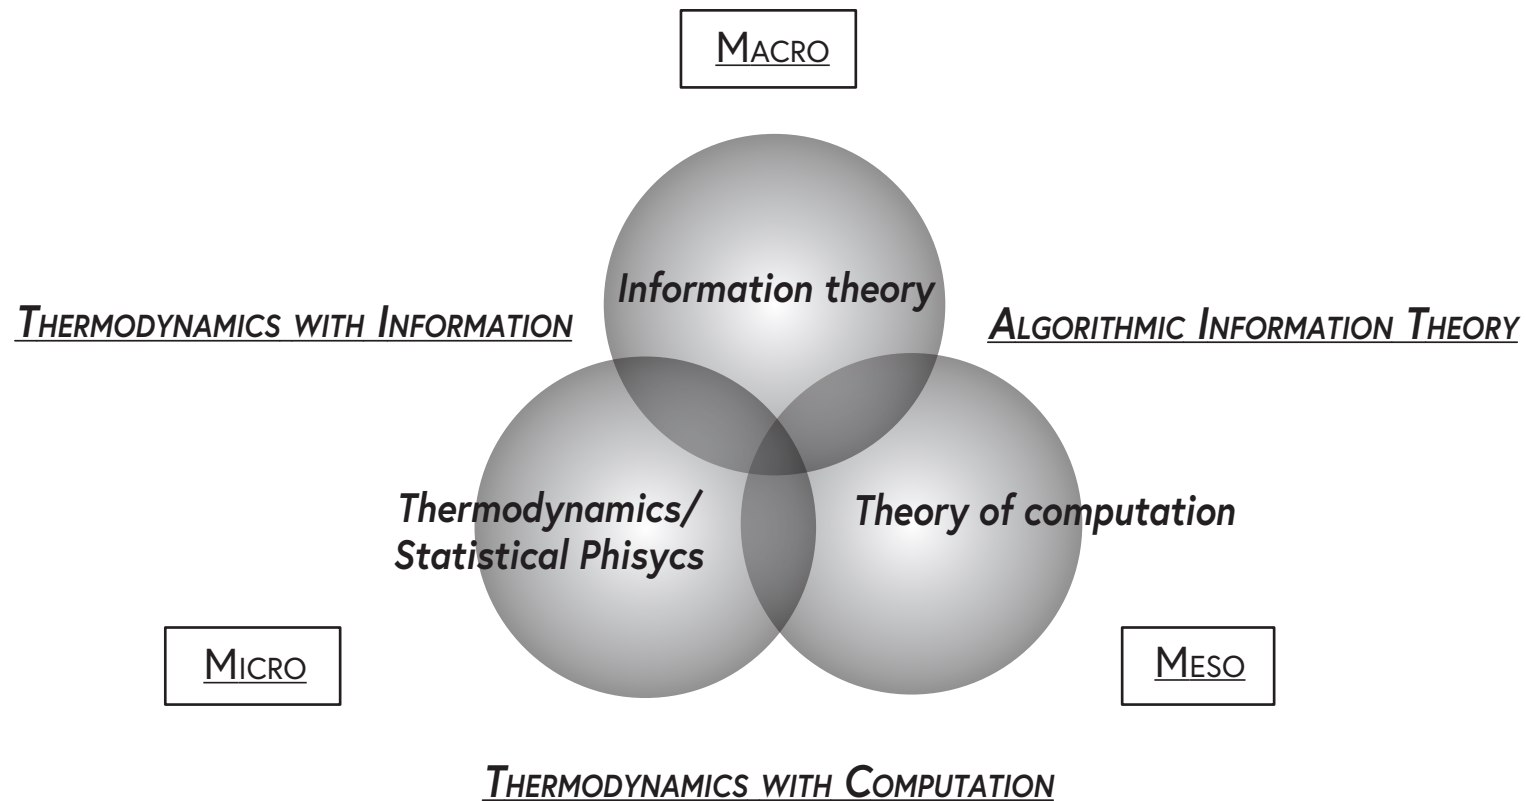 MACRO
Information theory
THERMODYNAMICS WITH INFORMATION
ALGORITHMIC INFORMATION THEORY
Thermodynamics/
Statistical Phisycs
Theory of computation
MICRO
MESO
THERMODYNAMICS WITH COMPUTATION